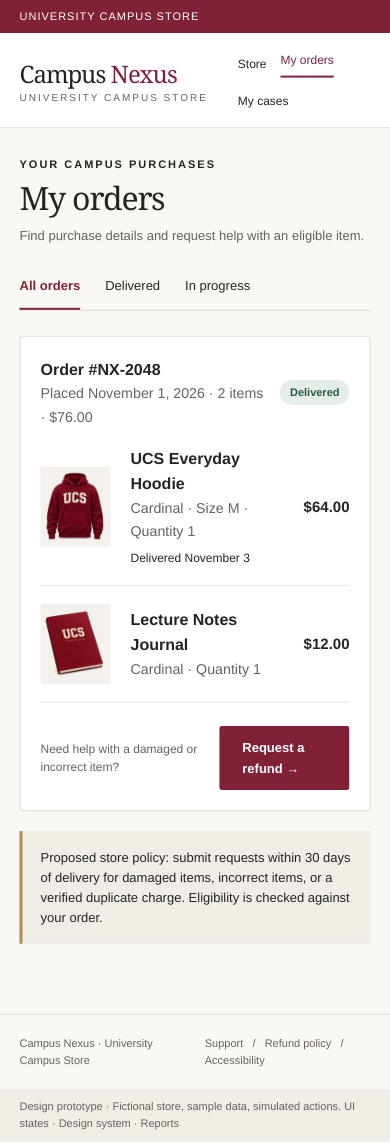 UNIVERSITY CAMPUS STORE
Campus Nexus
UNIVERSITY CAMPUS STORE
Store
My orders
My cases
YOUR CAMPUS PURCHASES
My orders
Find purchase details and request help with an eligible item.
All orders
Delivered
In progress
Order #NX-2048
Placed November 1, 2026 · 2 items
· $76.00
Delivered
UCS
UCS Everyday
Hoodie
Cardinal · Size M ·
Quantity 1
Delivered November 3
$64.00
UCS
Lecture Notes
Journal
Cardinal · Quantity 1
$12.00
Need help with a damaged or
incorrect item?
Request a
refund →
Proposed store policy: submit requests within 30 days
of delivery for damaged items, incorrect items, or a
verified duplicate charge. Eligibility is checked against
your order.
Campus Nexus · University
Campus Store
Support / Refund policy /
Accessibility
Design prototype · Fictional store, sample data, simulated actions. UI
states · Design system · Reports